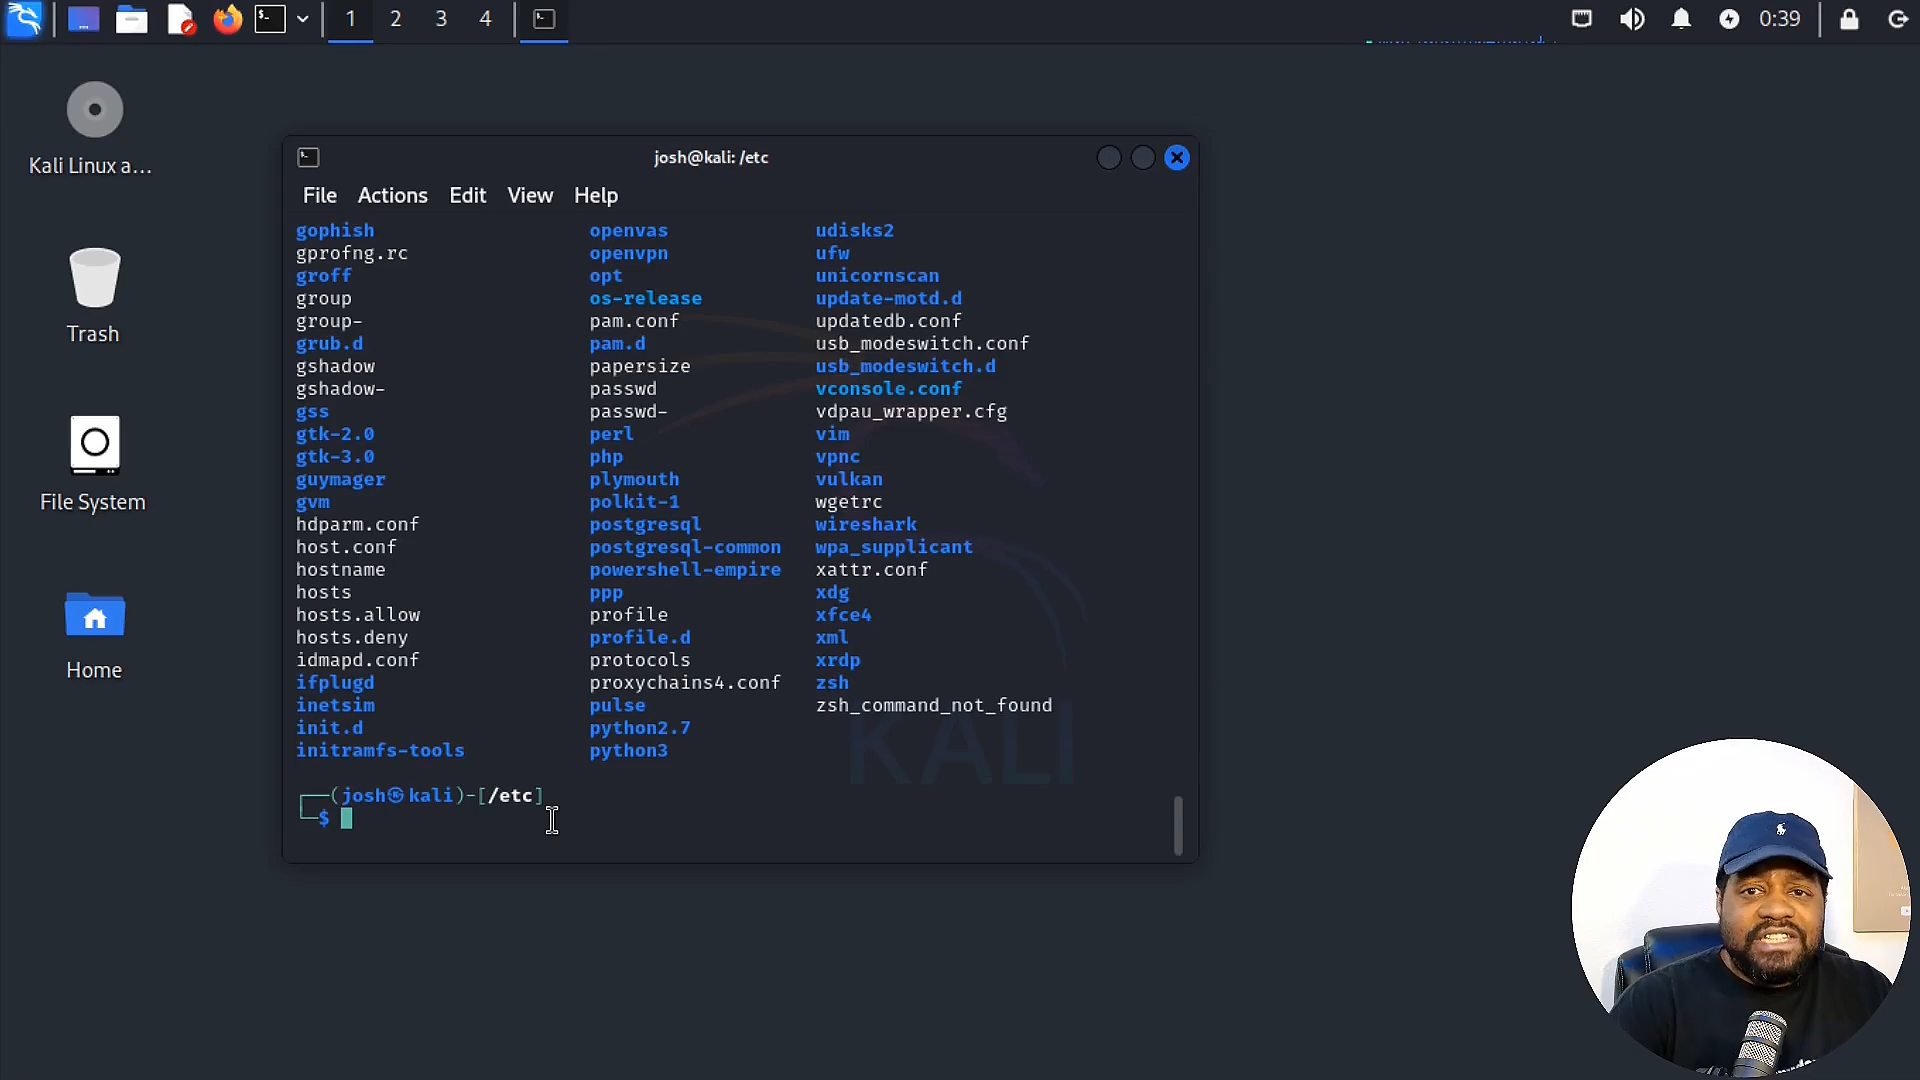 1 2 3 4
0:39
Kali Linux a...
Trash
File System
Home
josh@kali: /etc
File Actions Edit View Help
gophish openvas udisks2
gprofng.rc openvpn ufw
groff opt unicornscan
group os-release update-motd.d
group- pam.conf updatedb.conf
grub.d pam.d usb_modeswitch.conf
gshadow papersize usb_modeswitch.d
gshadow- passwd vconsole.conf
gss passwd- vdpau_wrapper.cfg
gtk-2.0 perl vim
gtk-3.0 php vpnc
guymager plymouth vulkan
gvm polkit-1 wgetrc
hdparm.conf postgresql wireshark
host.conf postgresql-common wpa_supplicant
hostname powershell-empire xattr.conf
hosts ppp xdg
hosts.allow profile xfce4
hosts.deny profile.d xml
idmapd.conf protocols xrdp
ifplugd proxychains4.conf zsh
inetsim pulse zsh_command_not_found
init.d python2.7
initramfs-tools python3
KALI
┌──(josh㉿kali)-[/etc]
└─$